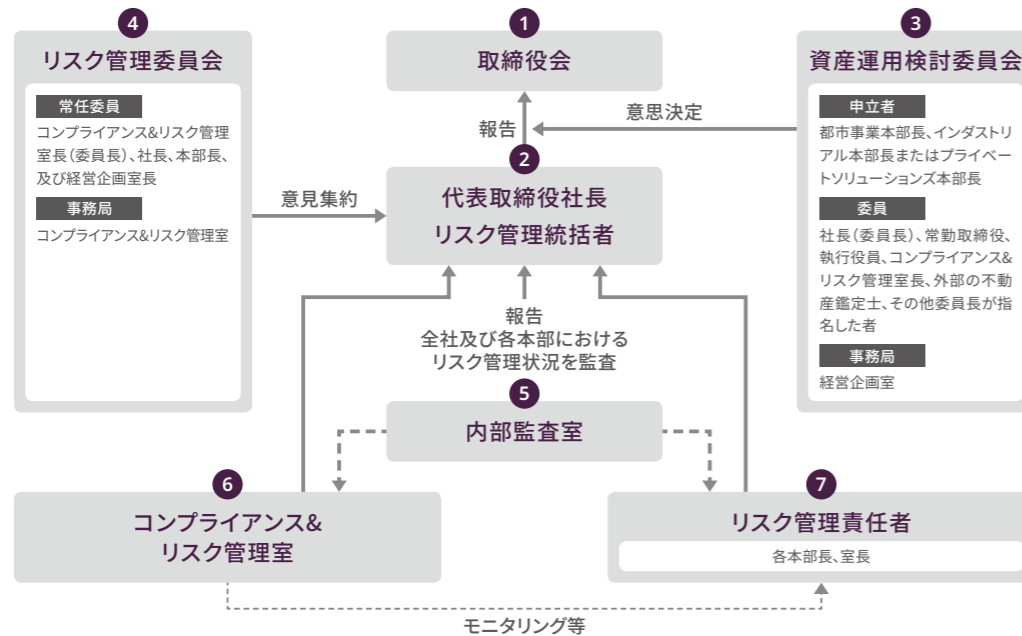 4
リスク管理委員会
常任委員
コンプライアンス&リスク管理
室長(委員長)、社長、本部長、
及び経営企画室長
事務局
コンプライアンス&リスク管理室
1
取締役会
3
資産運用検討委員会
申立者
都市事業本部長、インダストリ
アル本部長またはプライベー
トソリューションズ本部長
委員
社長(委員長)、常勤取締役、
執行役員、コンプライアンス&
リスク管理室長、外部の不動
産鑑定士、その他委員長が指
名した者
事務局
経営企画室
報告
意思決定
意見集約
2
代表取締役社長
リスク管理統括者
報告
全社及び各本部における
リスク管理状況を監査
5
内部監査室
6
コンプライアンス&
リスク管理室
7
リスク管理責任者
各本部長、室長
モニタリング等